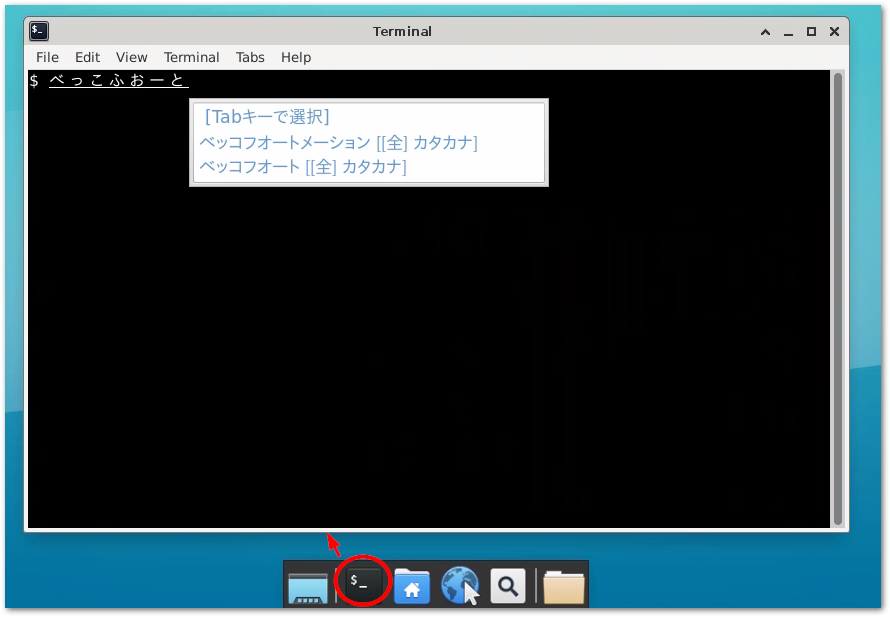 Terminal
File Edit View Terminal Tabs Help
$ べっこふおーと
[Tabキーで選択]
ベッコフオートメーション [[全] カタカナ]
ベッコフオート [[全] カタカナ]
$_